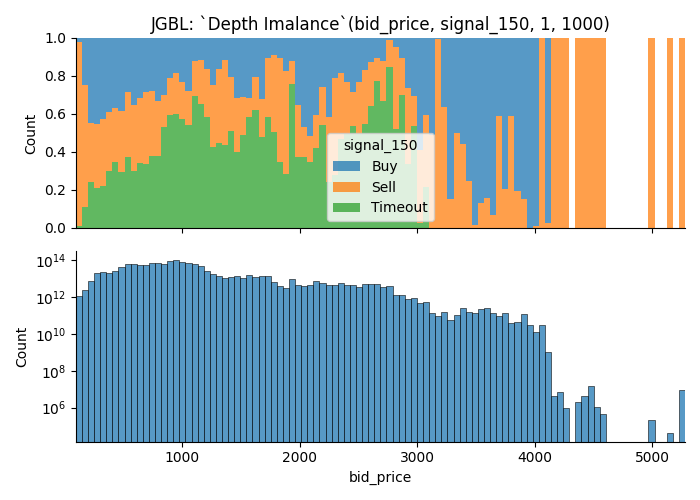 JGBL: `Depth Imalance`(bid_price, signal_150, 1, 1000)
1.0
0.8
0.6
0.4
0.2
0.0
Count
signal_150
Buy
Sell
Timeout
10^14
10^12
10^10
10^8
10^6
Count
1000 2000 3000 4000 5000
bid_price